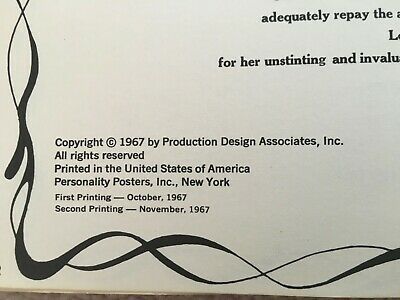 adequately repay the a
for her unstinting and invalua
Copyright © 1967 by Production Design Associates, Inc.
All rights reserved
Printed in the United States of America
Personality Posters, Inc., New York
First Printing — October, 1967
Second Printing — November, 1967